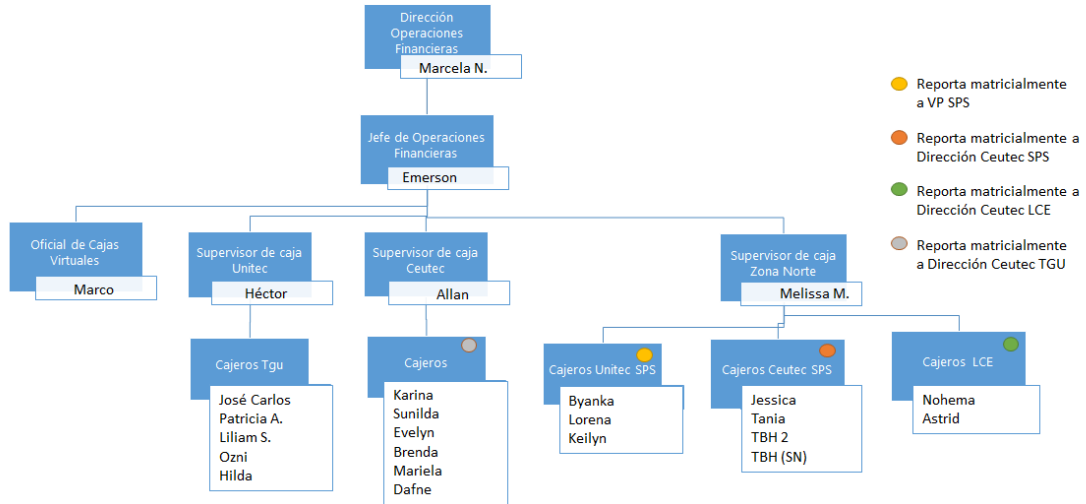 Dirección
Operaciones
Financieras
Marcela N.
Jefe de Operaciones
Financieras
Emerson
Oficial de Cajas
Virtuales
Marco
Supervisor de caja
Unitec
Héctor
Supervisor de caja
Ceutec
Allan
Supervisor de caja
Zona Norte
Melissa M.
Cajeros Tgu
José Carlos
Patricia A.
Liliam S.
Ozni
Hilda
Cajeros
Karina
Sunilda
Evelyn
Brenda
Mariela
Dafne
Cajeros Unitec SPS
Byanka
Lorena
Keilyn
Cajeros Ceutec SPS
Jessica
Tania
TBH 2
TBH (SN)
Cajeros LCE
Nohema
Astrid
Reporta matricialmente
a VP SPS
Reporta matricialmente a
Dirección Ceutec SPS
Reporta matricialmente a
Dirección Ceutec LCE
Reporta matricialmente
a Dirección Ceutec TGU